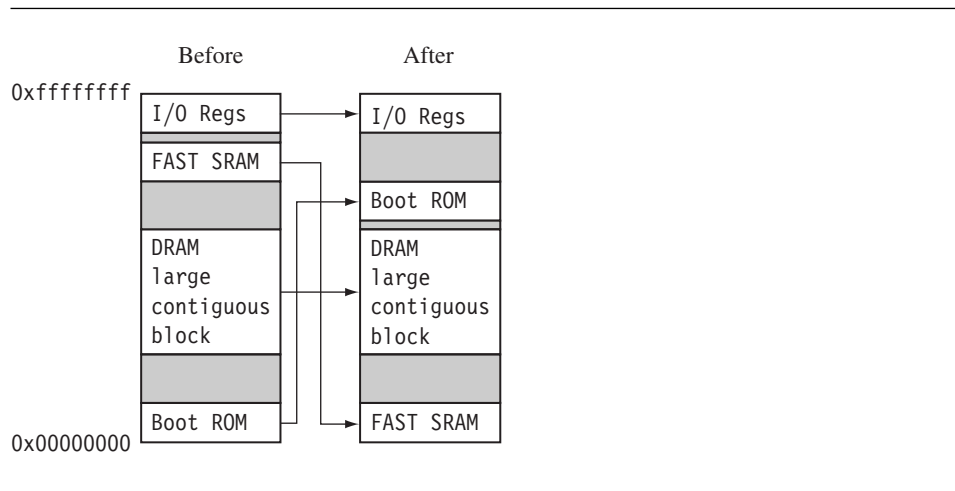 Before
After
0xffffffff
I/O Regs
I/O Regs
FAST SRAM
Boot ROM
DRAM
large
contiguous
block
DRAM
large
contiguous
block
Boot ROM
FAST SRAM
0x00000000